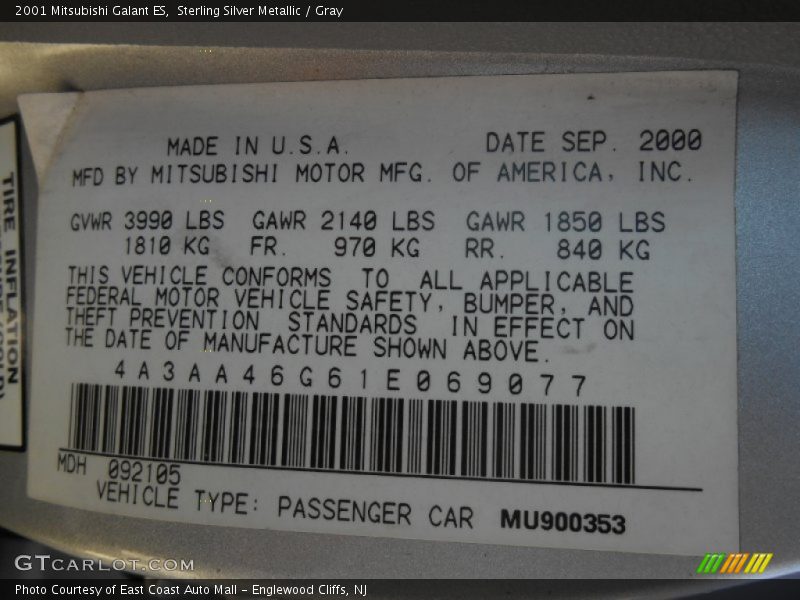 2001 Mitsubishi Galant ES,  Sterling Silver Metallic / Gray
MADE IN U.S.A. DATE SEP. 2000
MFD BY MITSUBISHI MOTOR MFG. OF AMERICA, INC.
GVWR 3990 LBS GAWR 2140 LBS GAWR 1850 LBS
1810 KG FR. 970 KG RR. 840 KG
THIS VEHICLE CONFORMS TO ALL APPLICABLE
FEDERAL MOTOR VEHICLE SAFETY, BUMPER, AND
THEFT PREVENTION STANDARDS IN EFFECT ON
THE DATE OF MANUFACTURE SHOWN ABOVE.
4A3AA46G61E069077
MDH 092105
VEHICLE TYPE: PASSENGER CAR MU900353
TIRE INFLATION
GTCARLOT.COM
Photo Courtesy of East Coast Auto Mall – Englewood Cliffs, NJ